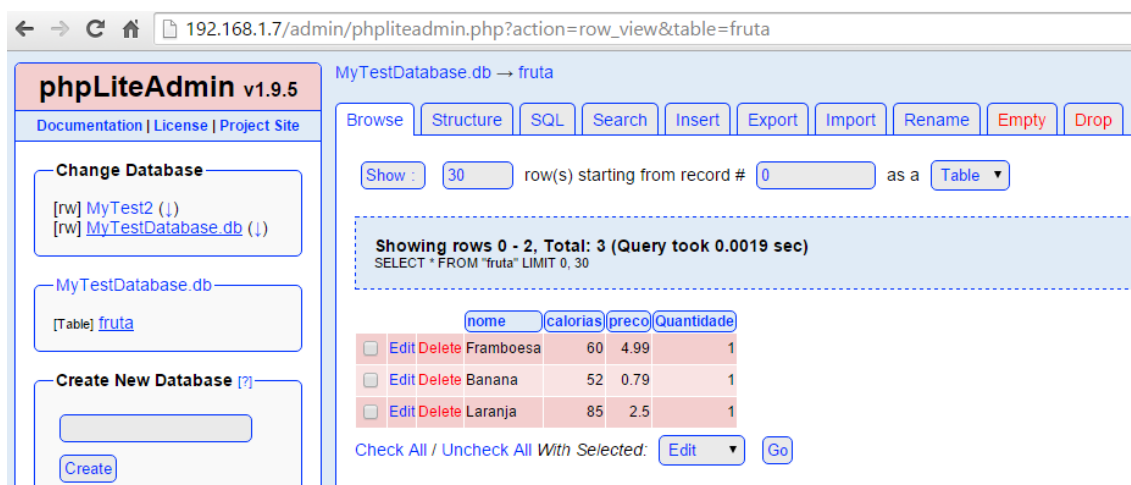 192.168.1.7/admin/phpliteadmin.php?action=row_view&table=fruta
phpLiteAdmin v1.9.5
Documentation | License | Project Site
Change Database
[rw] MyTest2 (↓)
[rw] MyTestDatabase.db (↓)
MyTestDatabase.db
[Table] fruta
Create New Database [?]
Create
MyTestDatabase.db → fruta
Browse Structure SQL Search Insert Export Import Rename Empty Drop
Show : 30 row(s) starting from record # 0 as a Table
Showing rows 0 - 2, Total: 3 (Query took 0.0019 sec)
SELECT * FROM "fruta" LIMIT 0, 30
nome calorias preco Quantidade
Edit Delete Framboesa 60 4.99 1
Edit Delete Banana 52 0.79 1
Edit Delete Laranja 85 2.5 1
Check All / Uncheck All With Selected: Edit Go